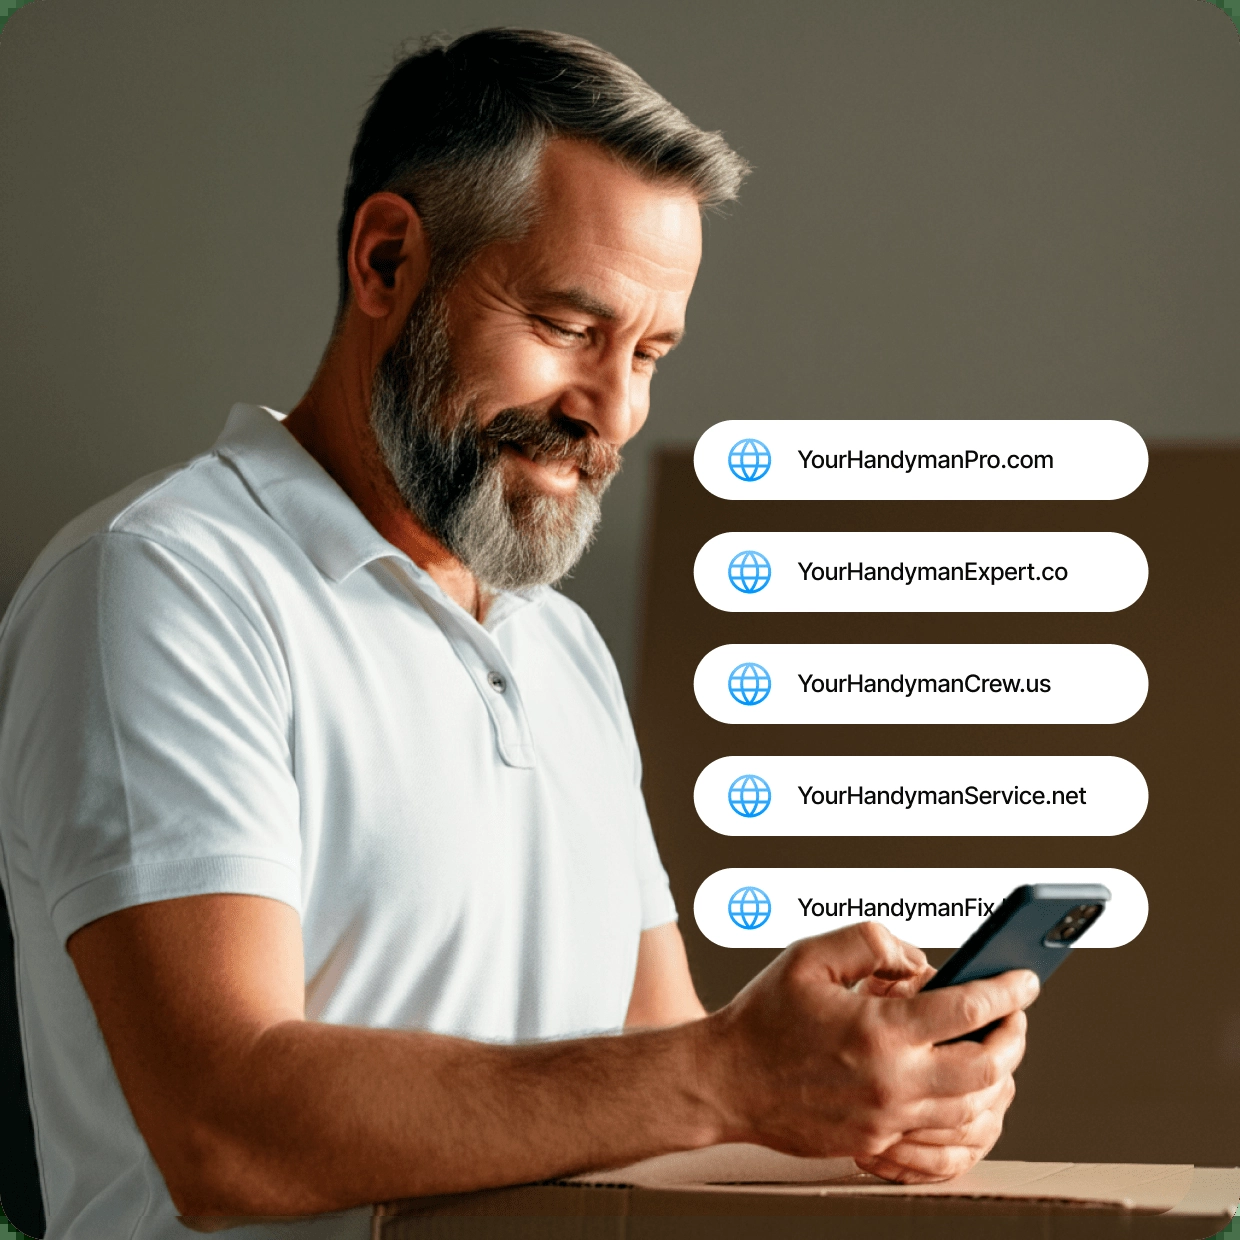 YourHandymanPro.com
YourHandymanExpert.co
YourHandymanCrew.us
YourHandymanService.net
YourHandymanFix